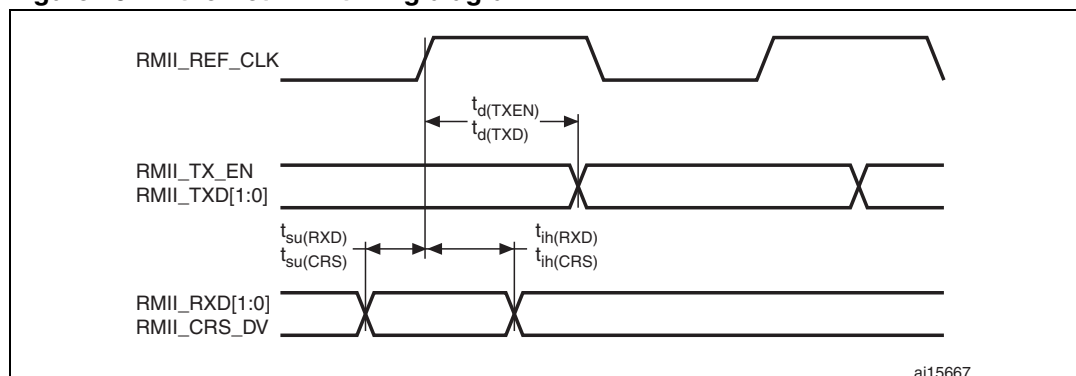 RMII_REF_CLK
td(TXEN)
td(TXD)
RMII_TX_EN
RMII_TXD[1:0]
tsu(RXD)
tsu(CRS)
tih(RXD)
tih(CRS)
RMII_RXD[1:0]
RMII_CRS_DV
ai15667